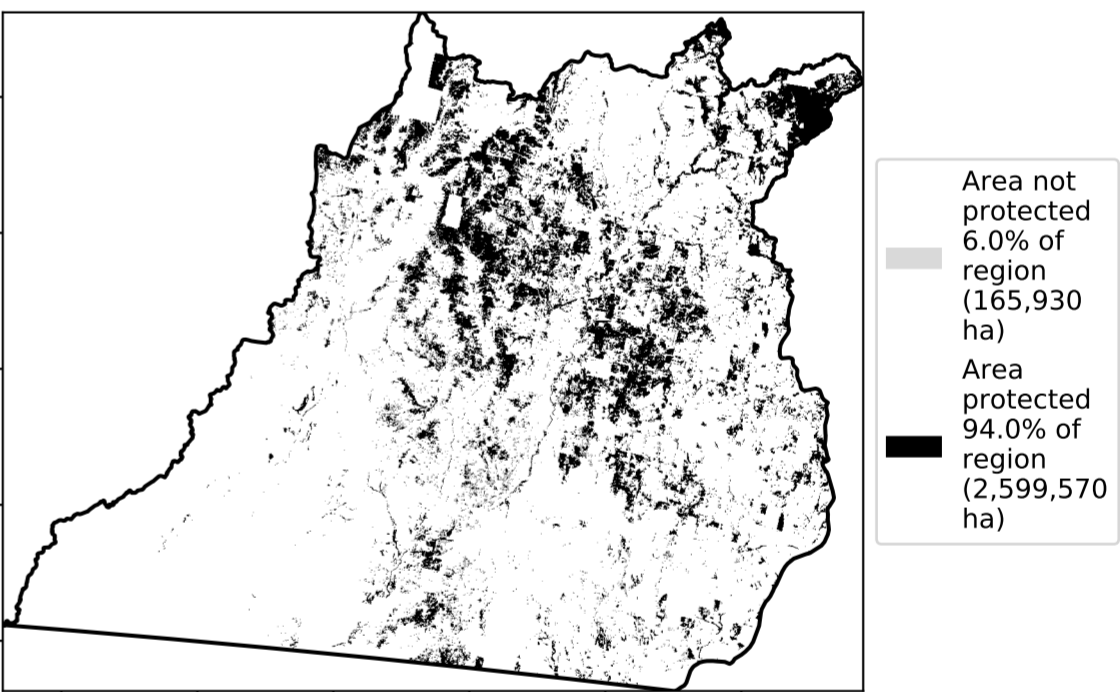 Area not
protected
6.0% of
region
(165,930
ha)
Area
protected
94.0% of
region
(2,599,570
ha)